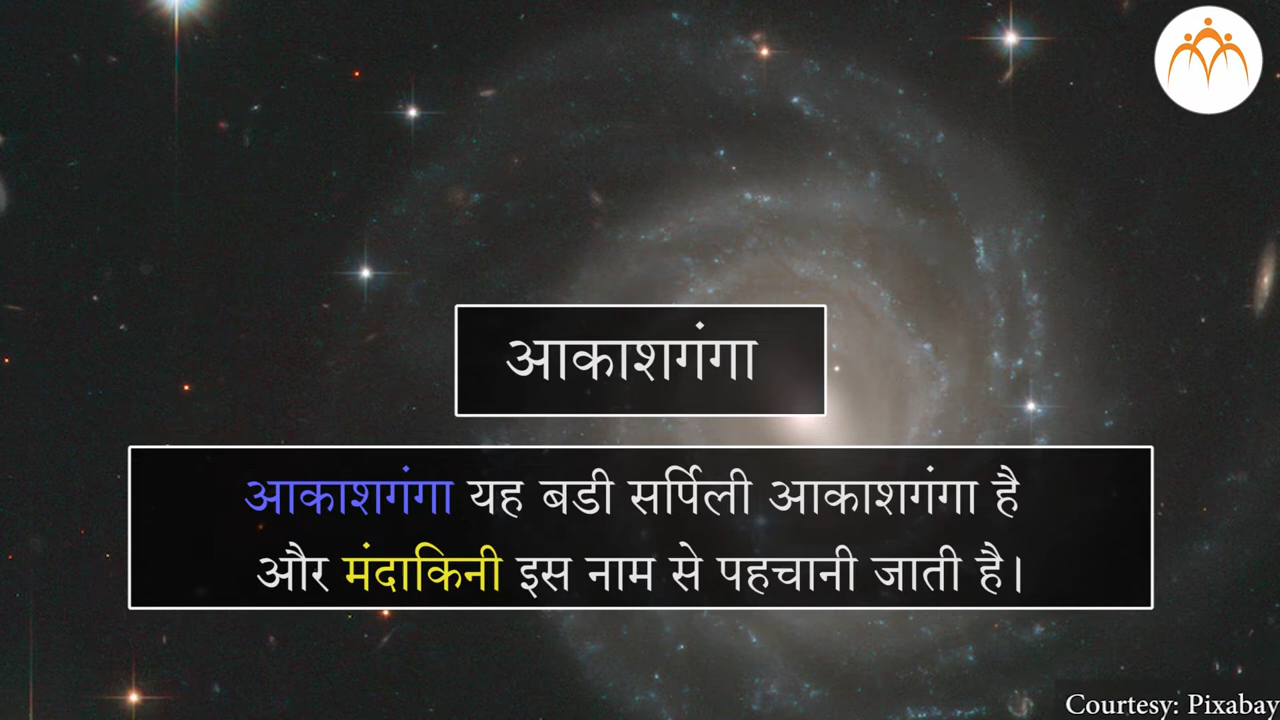 आकाशगंगा
आकाशगंगा यह बडी सर्पिली आकाशगंगा है
और मंदाकिनी इस नाम से पहचानी जाती है।
Courtesy: Pixabay